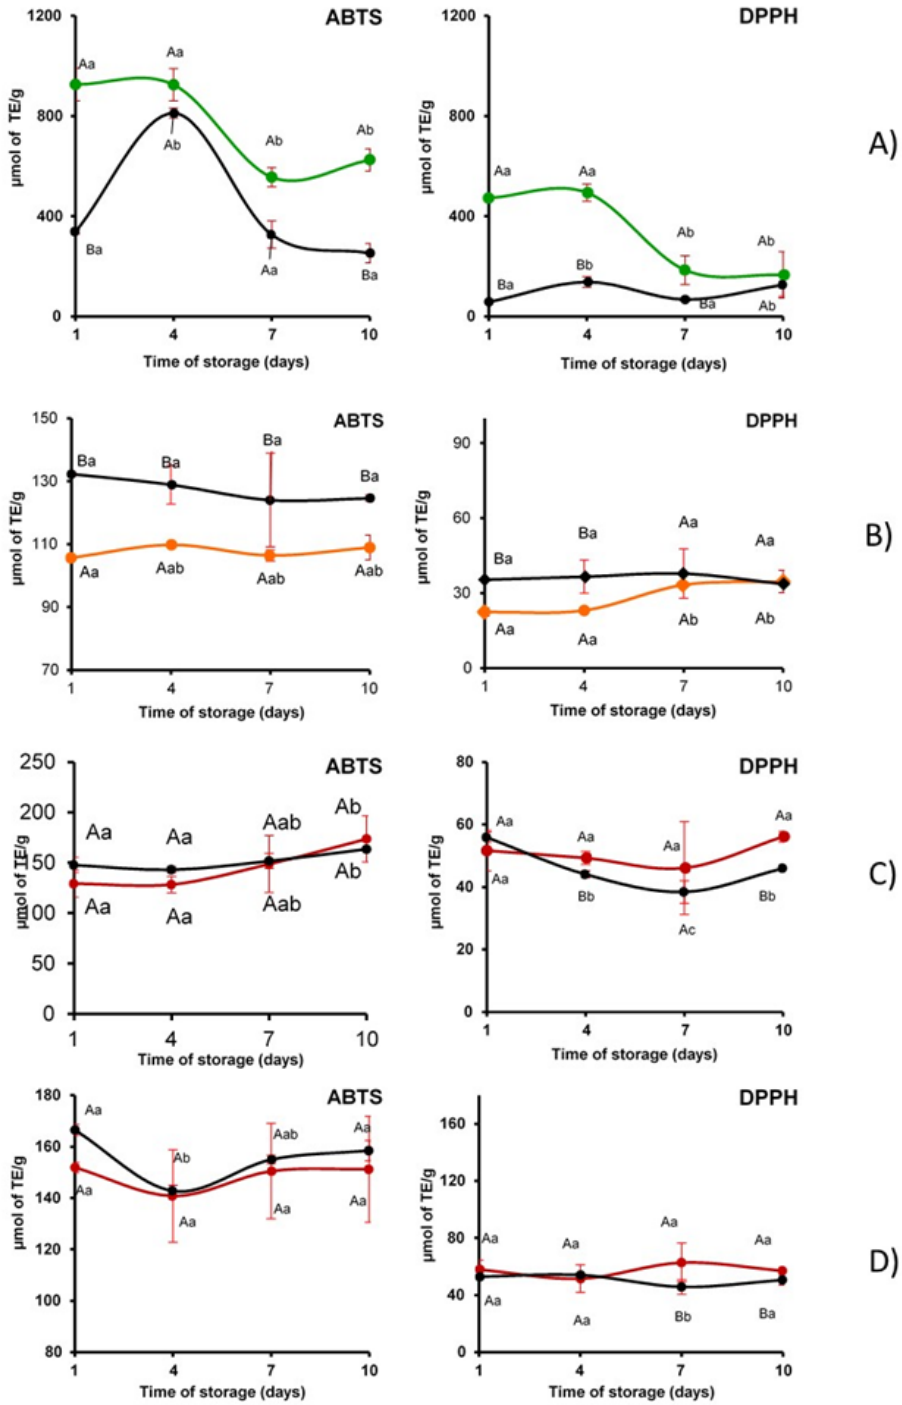 ABTS
1200
800
400
0
µmol of TE/g
Aa
Aa
Ab
Ab
Ab
Ba
Aa
Ba
1 4 7 10
Time of storage (days)
DPPH
1200
800
400
0
µmol of TE/g
Aa
Aa
Ab
Ab
Ba
Bb
Ba
Ab
1 4 7 10
Time of storage (days)
A)
ABTS
150
130
110
90
70
µmol of TE/g
Ba
Ba
Ba
Ba
Aa
Aab
Aab
Aab
1 4 7 10
Time of storage (days)
DPPH
90
60
30
0
µmol of TE/g
Ba
Ba
Aa
Aa
Aa
Aa
Ab
Ab
1 4 7 10
Time of storage (days)
B)
ABTS
250
200
150
100
50
0
µmol of TE/g
Aa
Aa
Aab
Ab
Aa
Aa
Aab
Ab
1 4 7 10
Time of storage (days)
DPPH
80
60
40
20
0
µmol of TE/g
Aa
Aa
Aa
Aa
Aa
Bb
Ac
Bb
1 4 7 10
Time of storage (days)
C)
ABTS
180
160
140
120
100
80
µmol of TE/g
Aa
Ab
Aab
Aa
Aa
Aa
Aa
Aa
1 4 7 10
Time of storage (days)
DPPH
160
120
80
40
0
µmol of TE/g
Aa
Aa
Aa
Aa
Aa
Aa
Bb
Ba
1 4 7 10
Time of storage (days)
D)